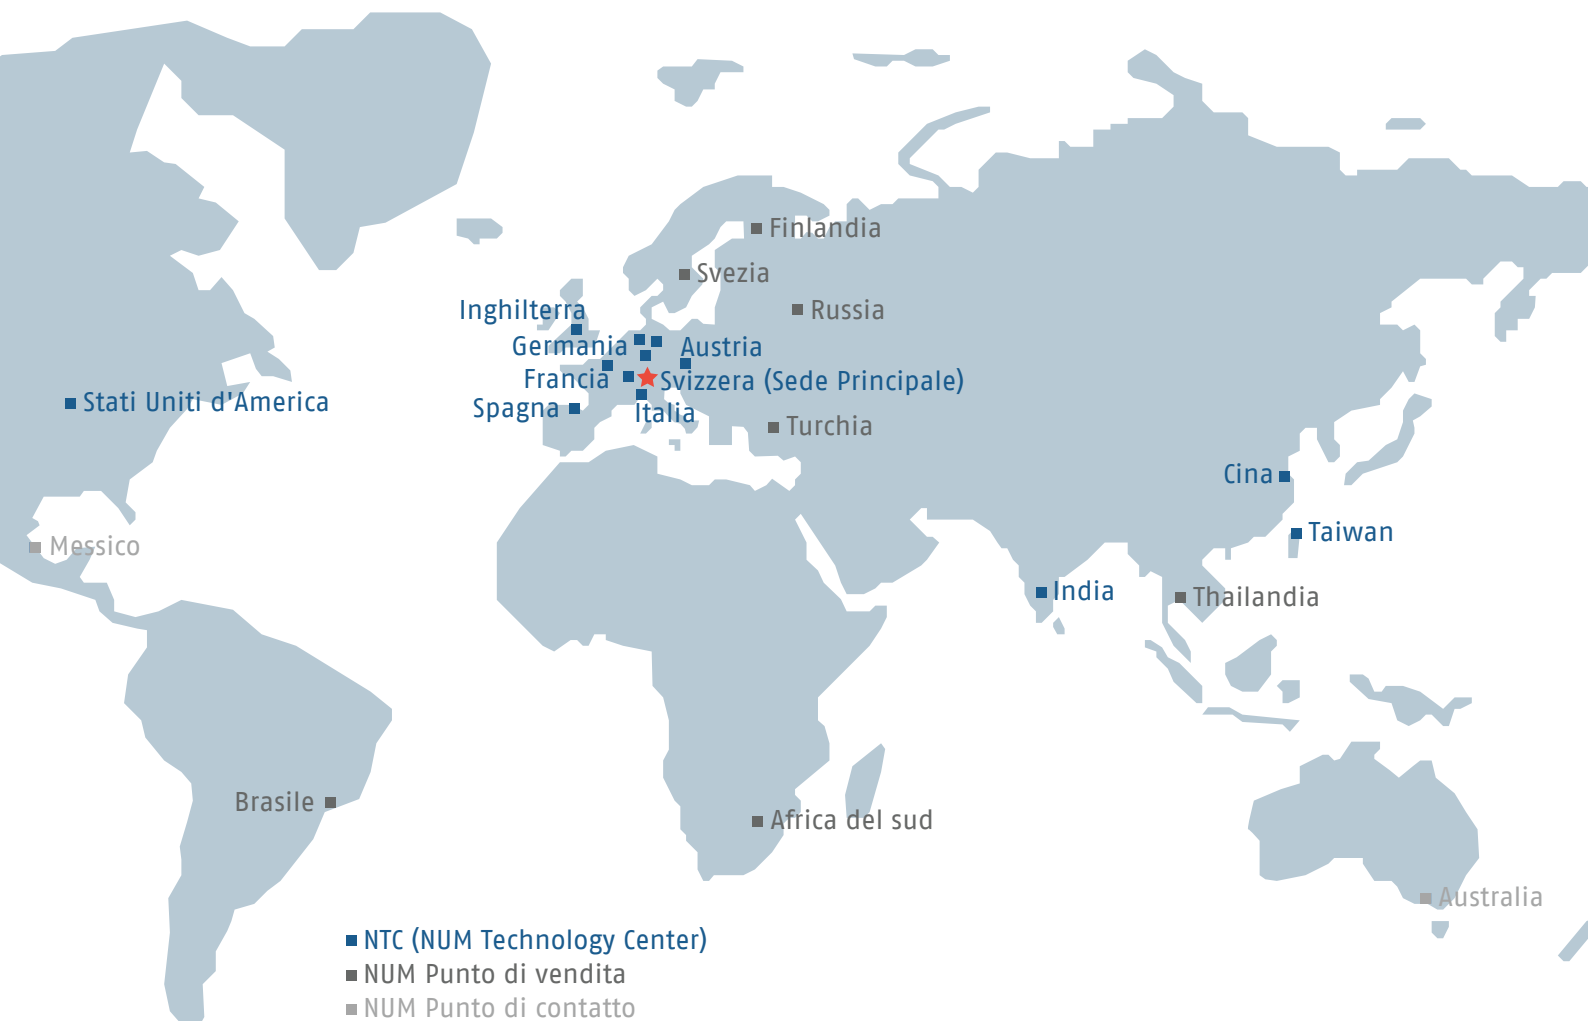 Finlandia
Svezia
Inghilterra
Russia
Germania
Austria
Francia
Svizzera (Sede Principale)
Stati Uniti d'America
Spagna
Italia
Turchia
Cina
Taiwan
Messico
India
Thailandia
Brasile
Africa del sud
Australia
NTC (NUM Technology Center)
NUM Punto di vendita
NUM Punto di contatto